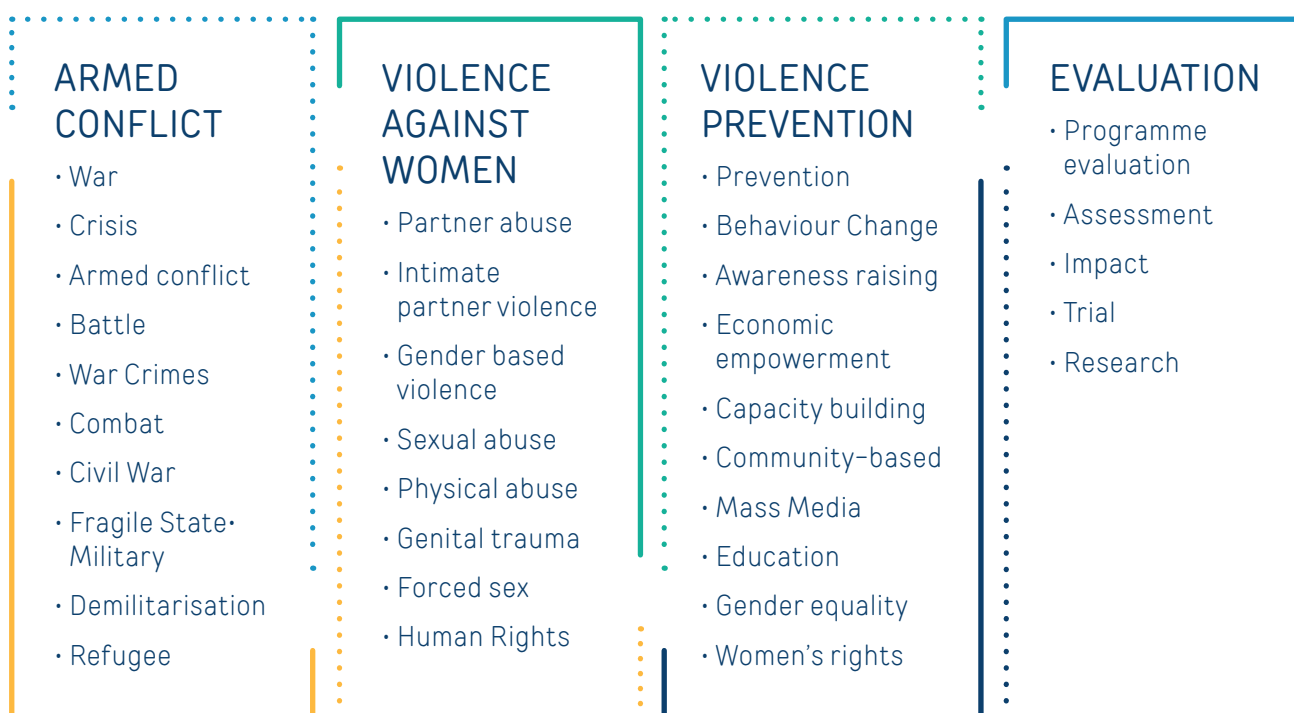 ARMED
CONFLICT
· War
· Crisis
· Armed conflict
· Battle
· War Crimes
· Combat
· Civil War
· Fragile State·
Military
· Demilitarisation
· Refugee
VIOLENCE
AGAINST
WOMEN
· Partner abuse
· Intimate
partner violence
· Gender based
violence
· Sexual abuse
· Physical abuse
· Genital trauma
· Forced sex
· Human Rights
VIOLENCE
PREVENTION
· Prevention
· Behaviour Change
· Awareness raising
· Economic
empowerment
· Capacity building
· Community-based
· Mass Media
· Education
· Gender equality
· Women's rights
EVALUATION
· Programme
evaluation
· Assessment
· Impact
· Trial
· Research